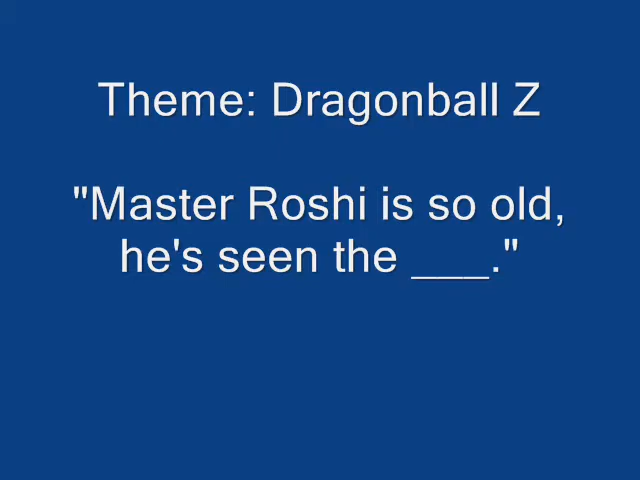 Theme: Dragonball Z
"Master Roshi is so old,
he's seen the ___."